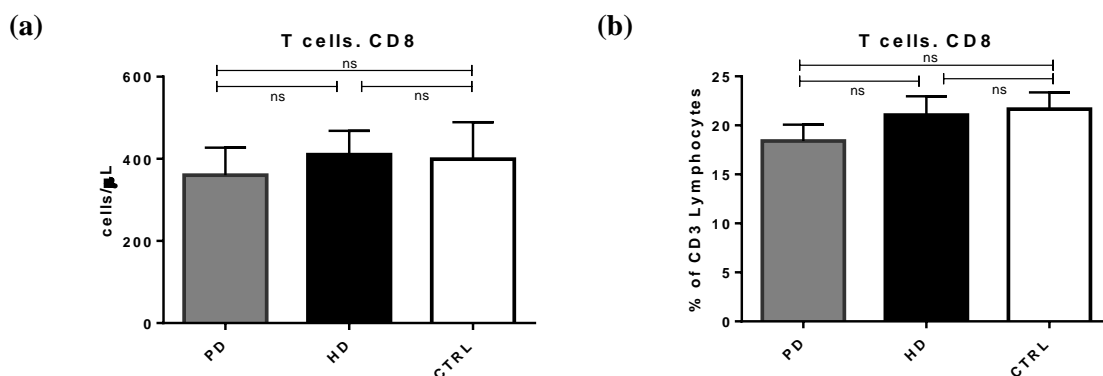 (a)
T cells. CD8
ns
ns
ns
600
400
200
0
cells/µL
PD
HD
CTRL
(b)
T cells. CD8
ns
ns
ns
25
20
15
10
5
0
% of CD3 Lymphocytes
PD
HD
CTRL